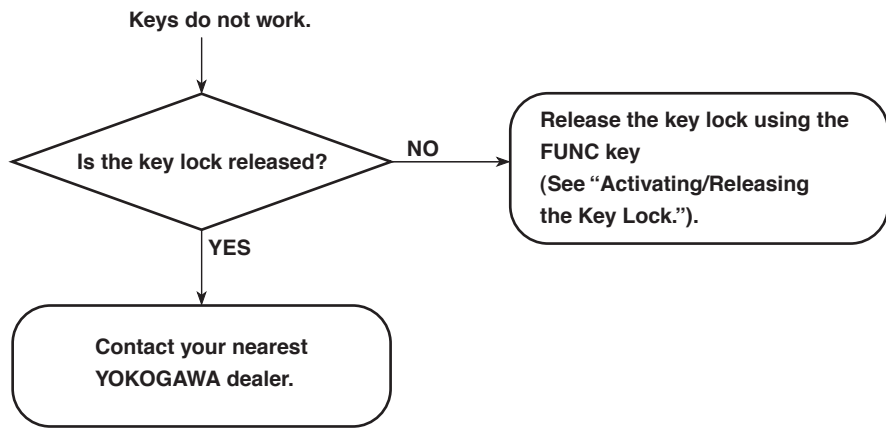 Keys do not work.
Is the key lock released?
NO
Release the key lock using the
FUNC key
(See “Activating/Releasing
the Key Lock.”).
YES
Contact your nearest
YOKOGAWA dealer.